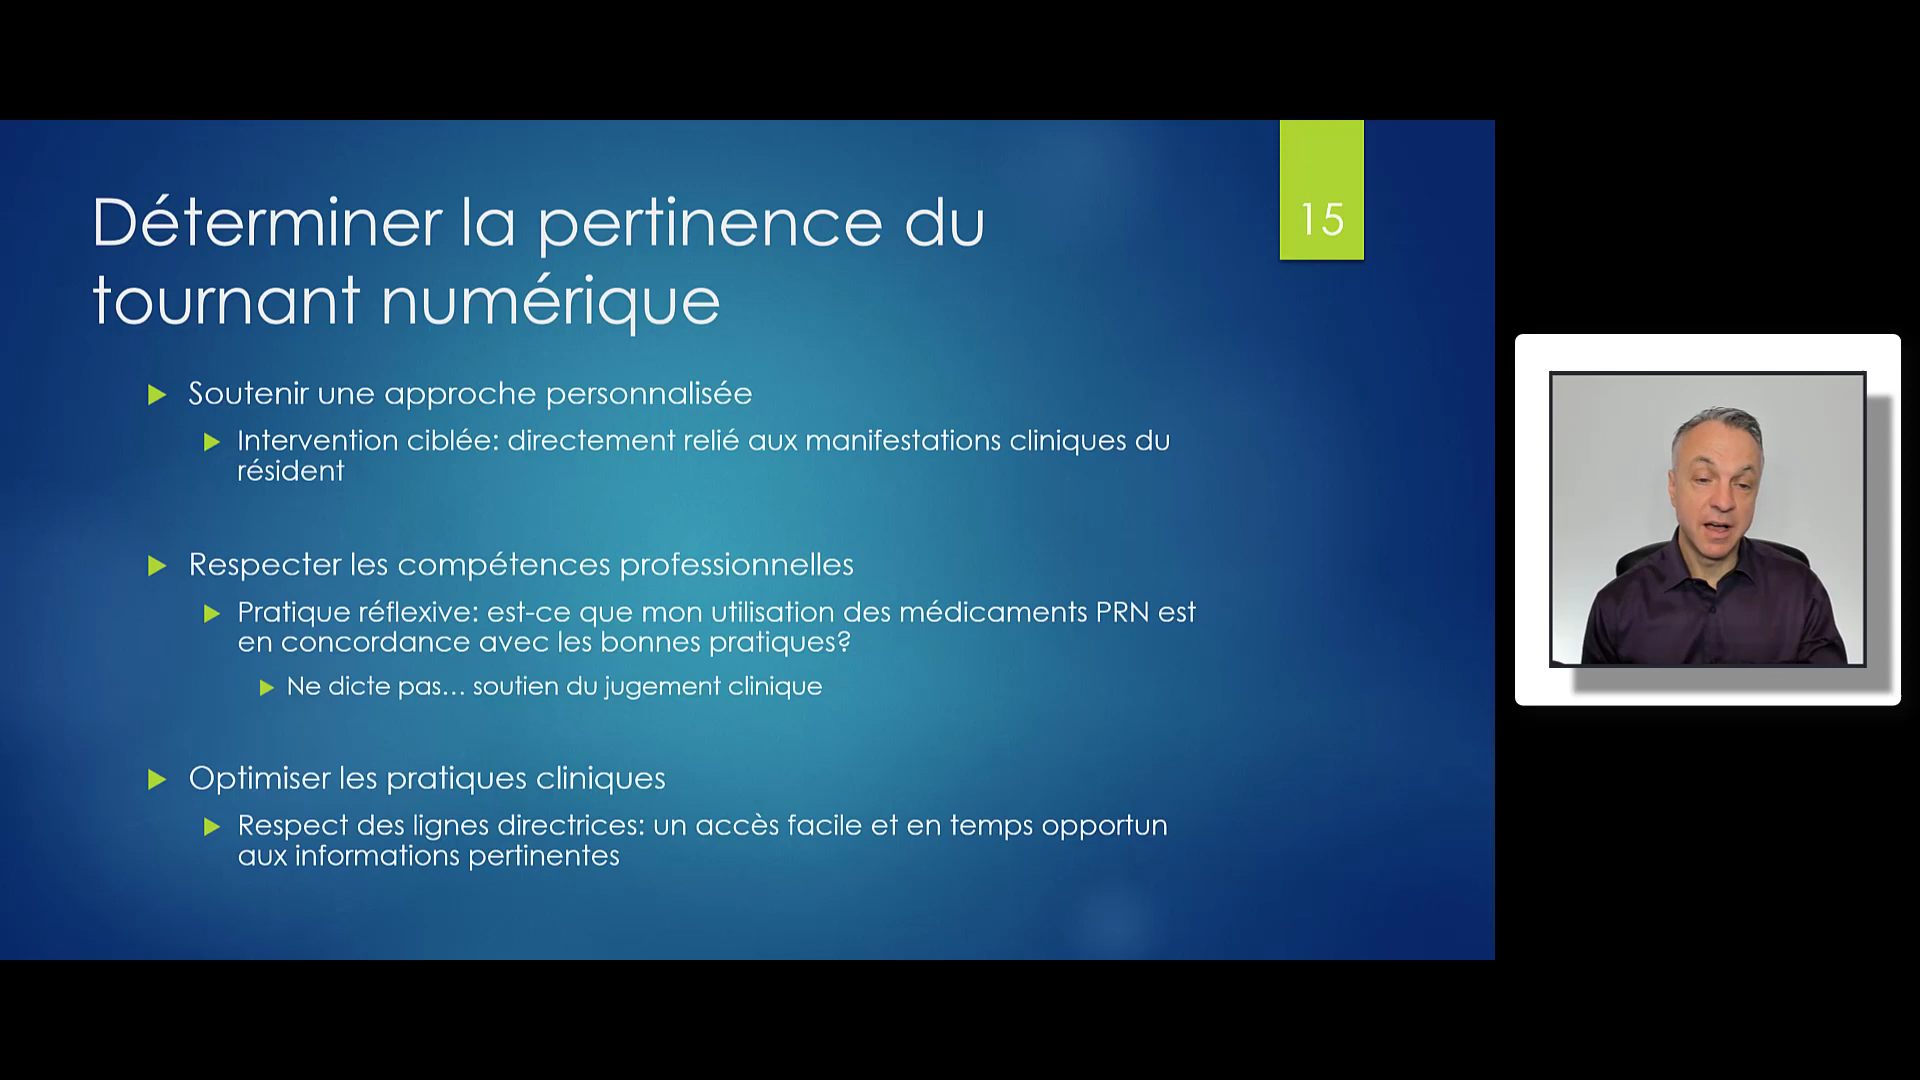 Déterminer la pertinence du
tournant numérique
15
Soutenir une approche personnalisée
Intervention ciblée: directement relié aux manifestations cliniques du
résident
Respecter les compétences professionnelles
Pratique réflexive: est-ce que mon utilisation des médicaments PRN est
en concordance avec les bonnes pratiques?
Ne dicte pas... soutien du jugement clinique
Optimiser les pratiques cliniques
Respect des lignes directrices: un accès facile et en temps opportun
aux informations pertinentes